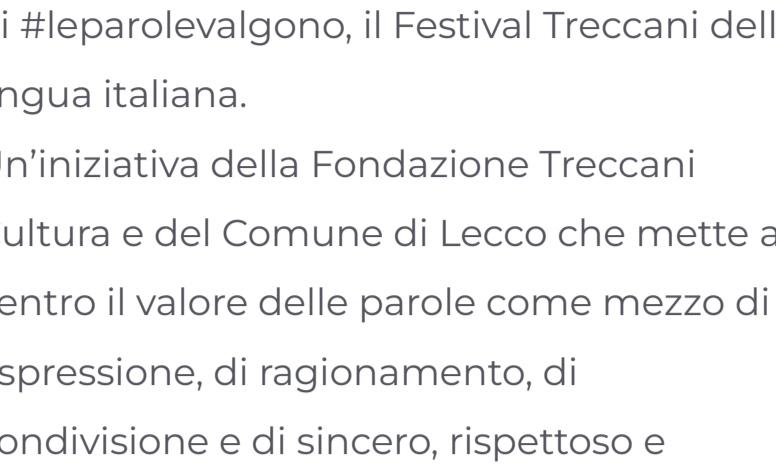 i #leparolevalgono, il Festival Treccani dell
ngua italiana.
n’iniziativa della Fondazione Treccani
ultura e del Comune di Lecco che mette a
entro il valore delle parole come mezzo di
spressione, di ragionamento, di
ondivisione e di sincero, rispettoso e